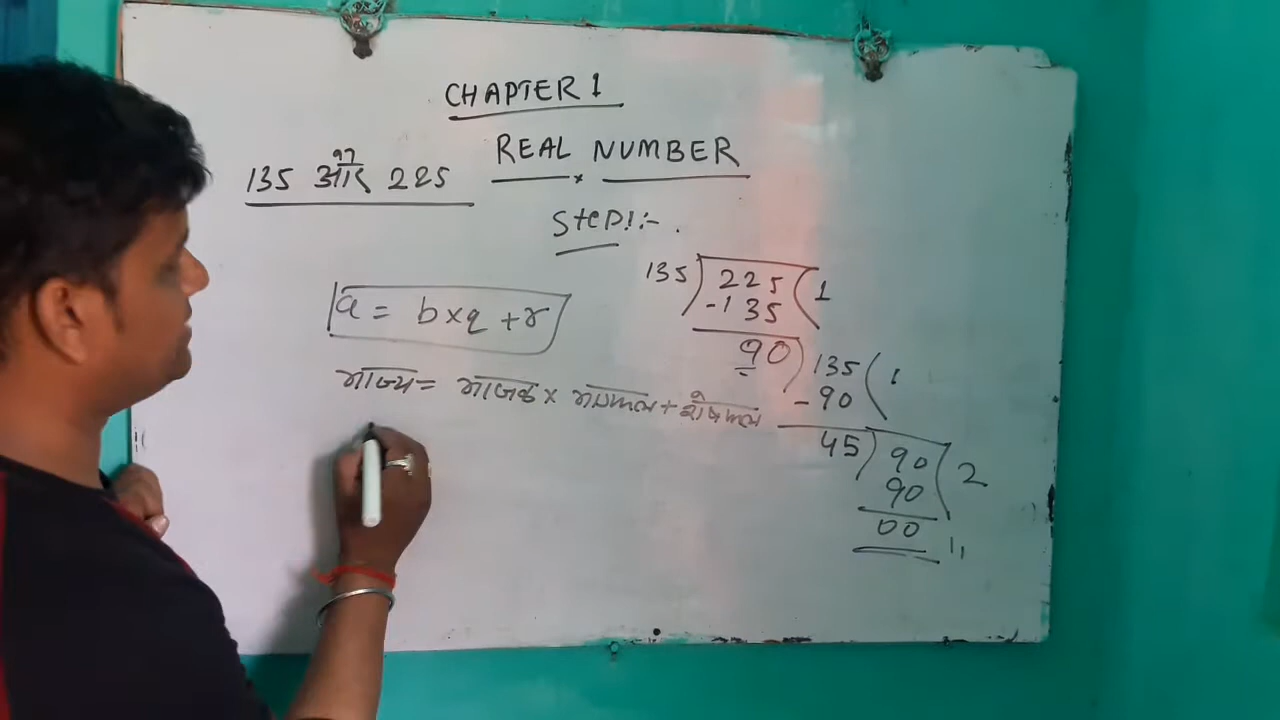 CHAPTER 1
REAL NUMBER
135 और 225
Step 1:-
a = b×q + r
भाज्य = भाजक × भागफल + शेषफल
135) 225 (1
-135
90) 135 (1
-90
45) 90 (2
90
00